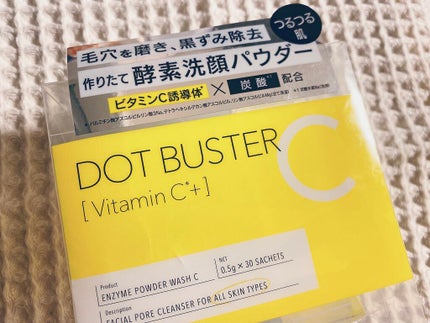 つるつる
肌
毛穴を磨き、黒ずみ除去
作りたて 酵素洗顔パウダー
ビタミンC誘導体* × 炭酸*¹ 配合
DOT BUSTER C
[Vitamin C*+]
Product
ENZYME POWDER WASH C
NET
0.5g × 30 SACHETS
Description
FACIAL PORE CLEANSER FOR ALL SKIN TYPES